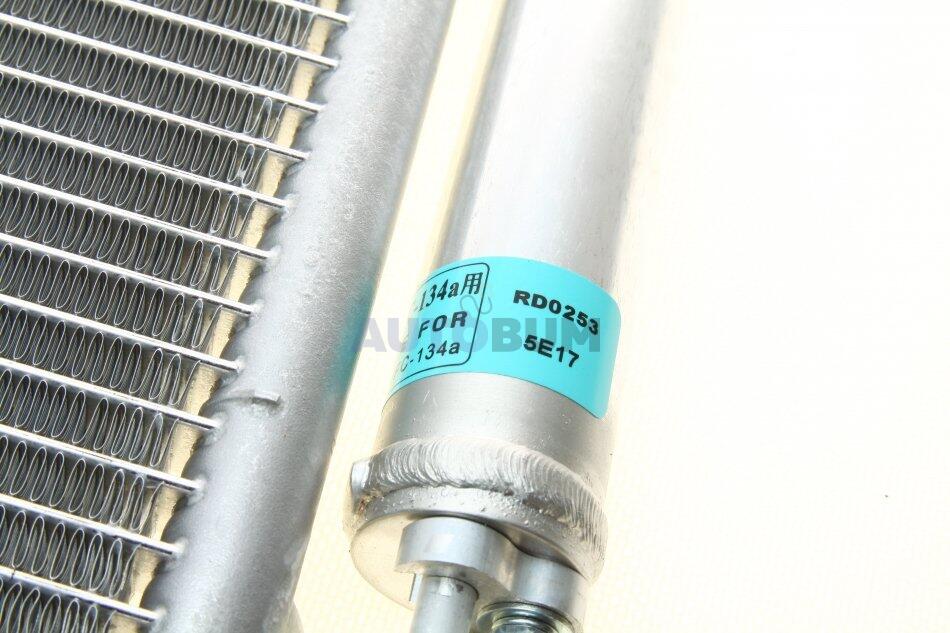 -134a用
FOR
C-134a
RD0253
5E17
AUTOBUM